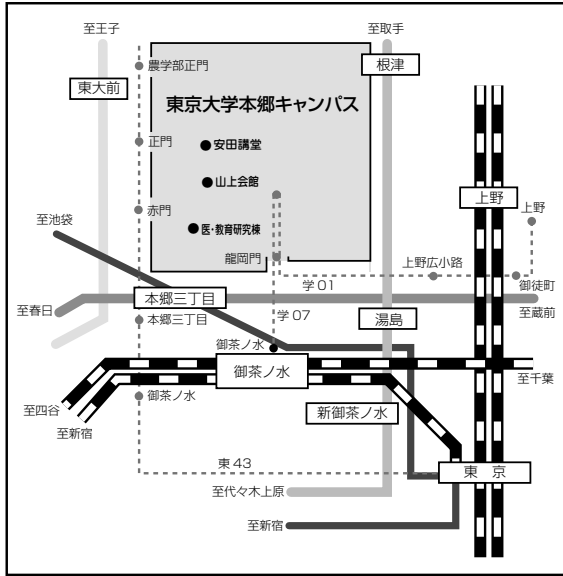 至王子
至取手
農学部正門
根津
東大前
東京大学本郷キャンパス
正門
安田講堂
山上会館
上野
上野
至池袋
赤門
医・教育研究棟
龍岡門
上野広小路
学01
御徒町
本郷三丁目
至春日
至蔵前
学07
本郷三丁目
湯島
御茶ノ水
御茶ノ水
至千葉
御茶ノ水
新御茶ノ水
至四谷
至新宿
東43
東京
至代々木上原
至新宿